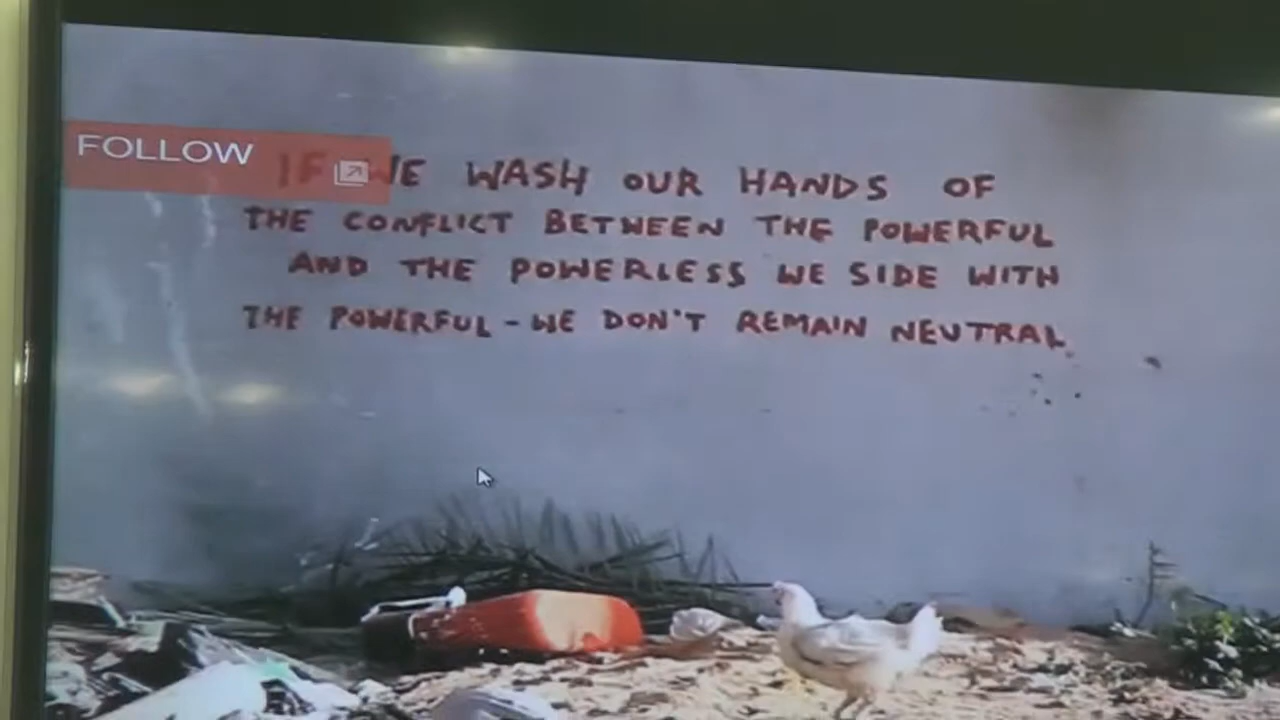 FOLLOW
IF WE WASH OUR HANDS OF
THE CONFLICT BETWEEN THE POWERFUL
AND THE POWERLESS WE SIDE WITH
THE POWERFUL - WE DON'T REMAIN NEUTRAL